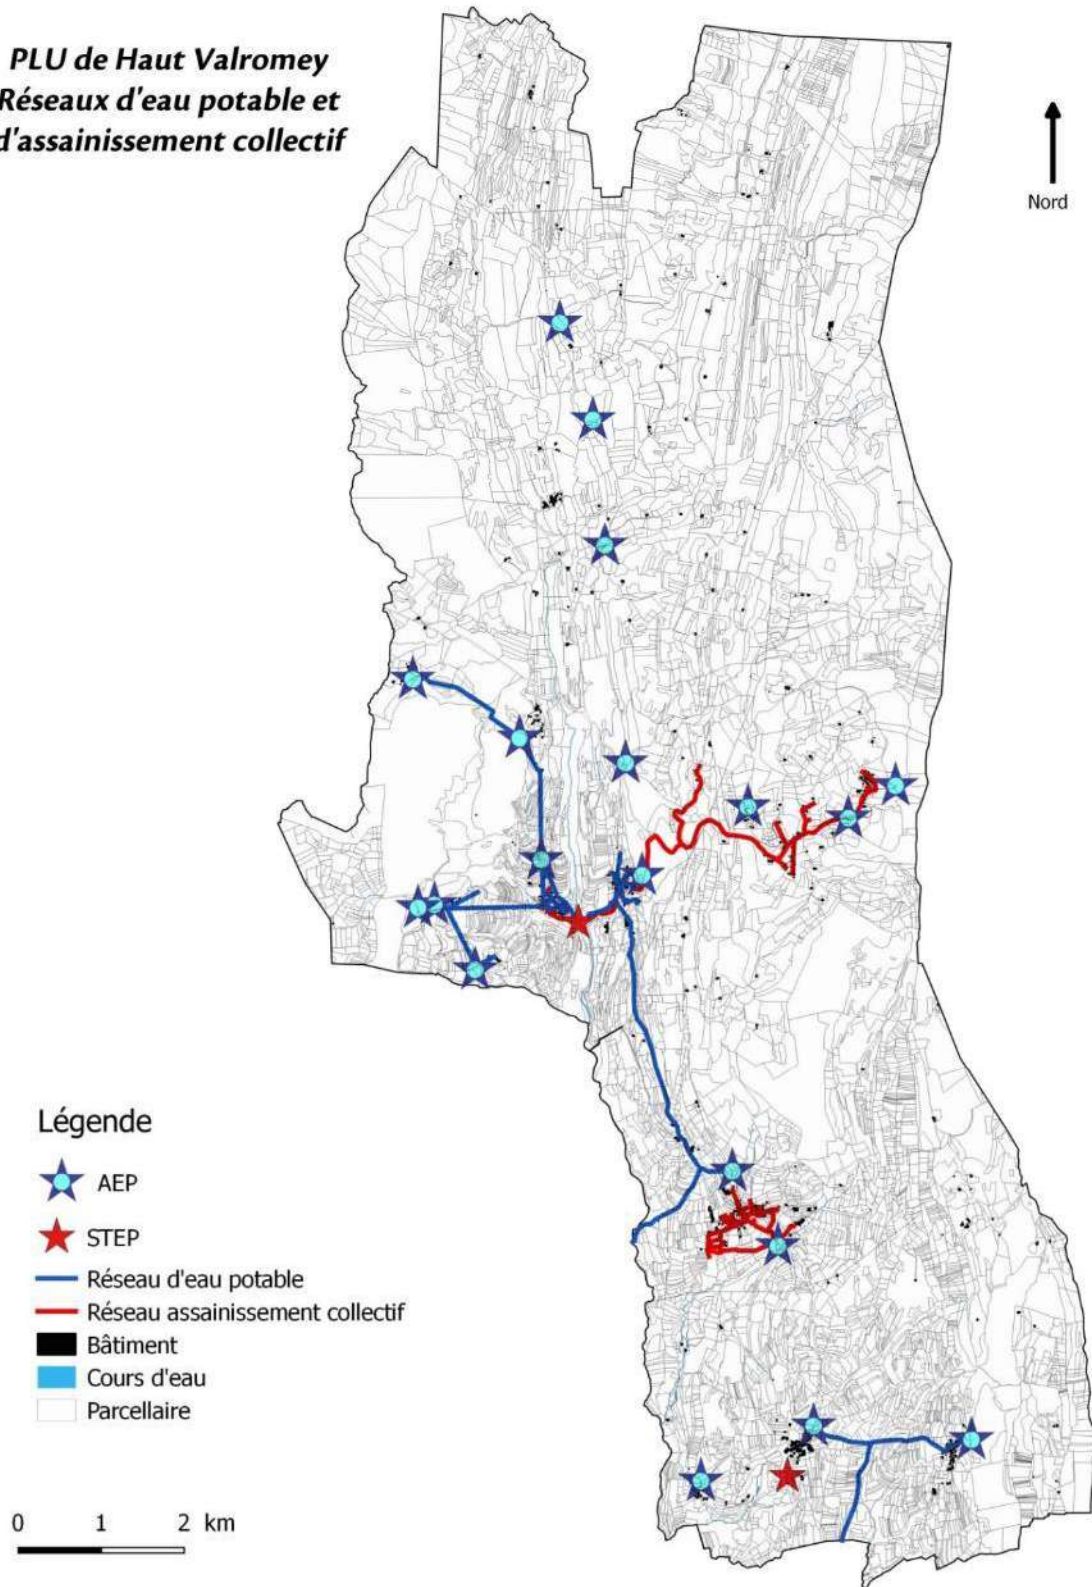 PLU de Haut Valromey
Réseaux d'eau potable et
d'assainissement collectif
Nord
Légende
AEP
STEP
Réseau d'eau potable
Réseau assainissement collectif
Bâtiment
Cours d'eau
Parcellaire
0 1 2 km